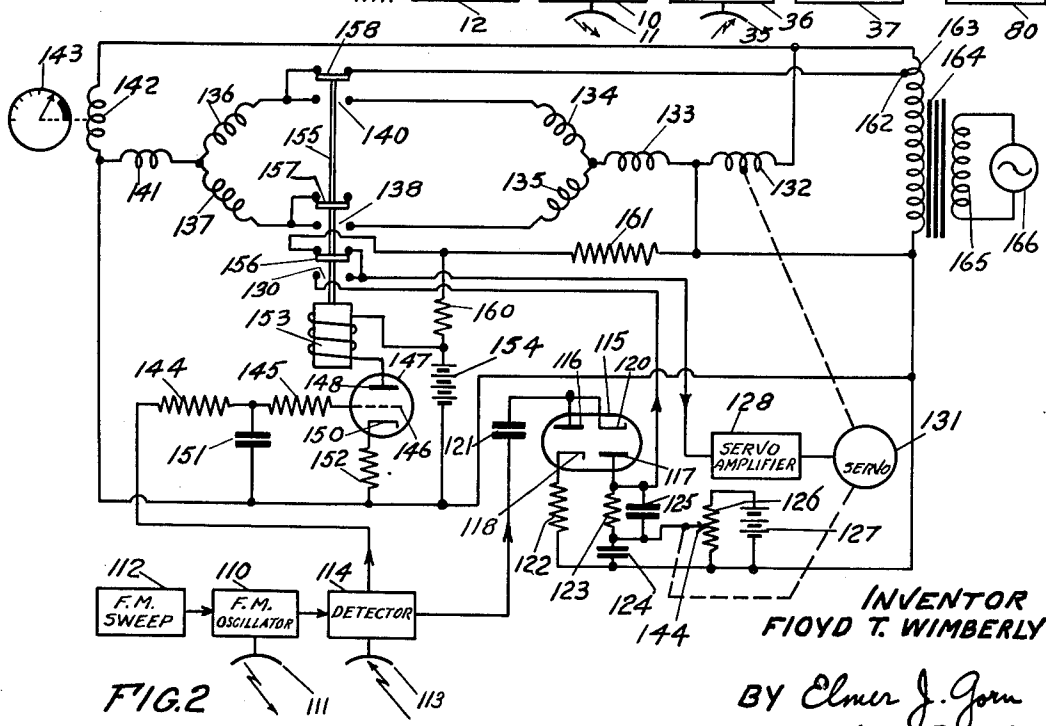 12 10 11 36 35 37 80
158 163
143 142 164
136 134 133
155 140 162
157 138 135 132
141 137 161 166
156 165
130 160
153 115
144 145 148 147 154 116 120 128 131
150 146 121 SERVO
151 152 AMPLIFIER SERVO
117 125 126
118 127
112 110 114 122 123 124 144
F.M. F.M. DETECTOR
SWEEP OSCILLATOR
INVENTOR
FlOYD T. WIMBERLY
FIG.2 111 113
BY Elmer J. Gorn